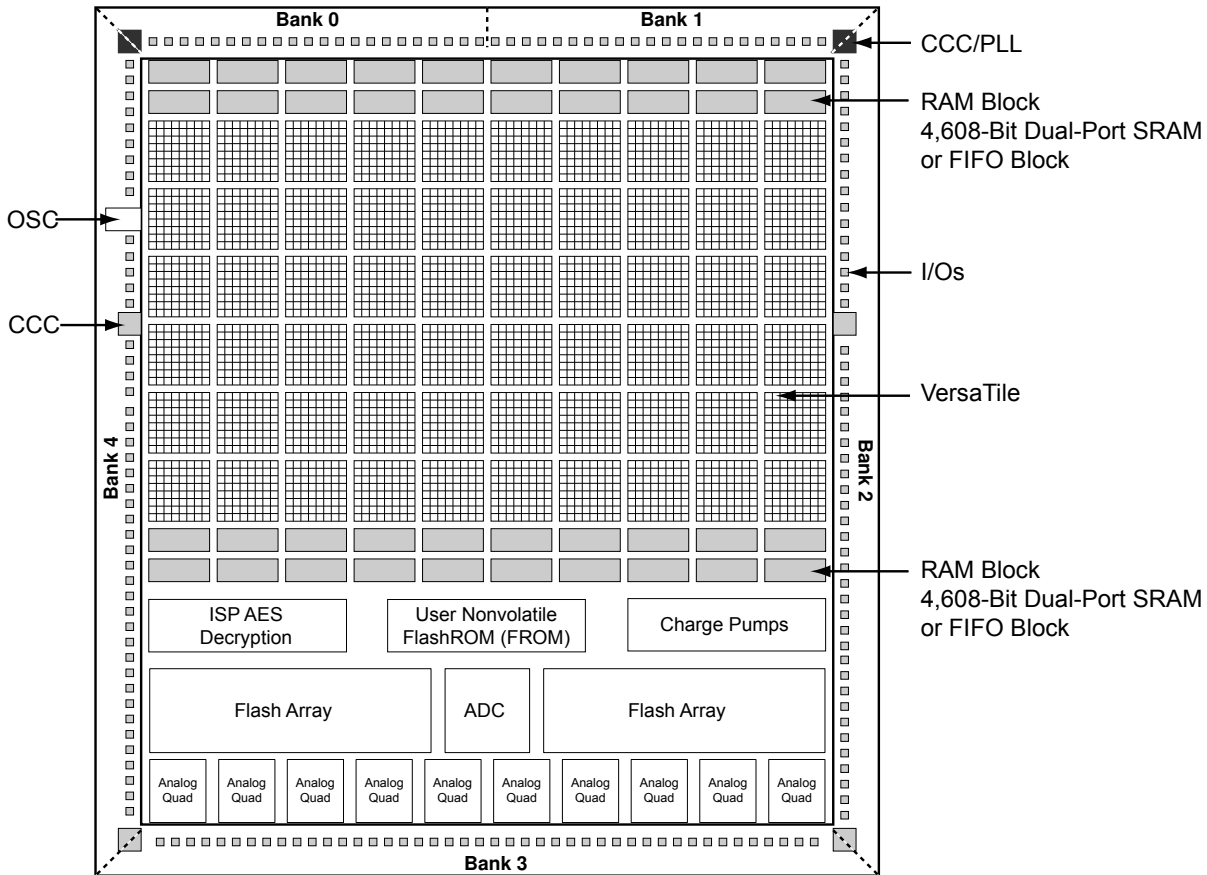 Bank 0
Bank 1
CCC/PLL
RAM Block
4,608-Bit Dual-Port SRAM
or FIFO Block
OSC
I/Os
CCC
VersaTile
Bank 4
Bank 2
RAM Block
4,608-Bit Dual-Port SRAM
or FIFO Block
ISP AES
Decryption
User Nonvolatile
FlashROM (FROM)
Charge Pumps
Flash Array
ADC
Flash Array
Analog
Quad
Analog
Quad
Analog
Quad
Analog
Quad
Analog
Quad
Analog
Quad
Analog
Quad
Analog
Quad
Analog
Quad
Analog
Quad
Bank 3